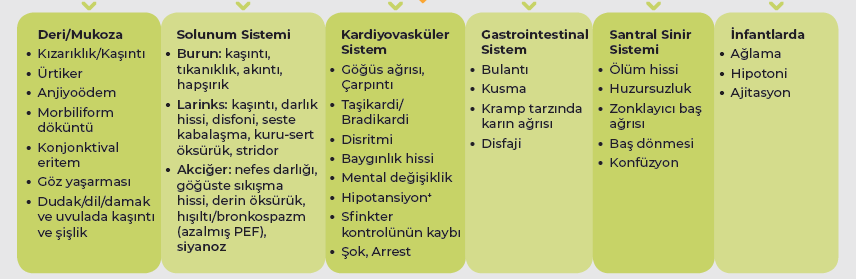 Deri/Mukoza
• Kızarıklık/Kaşıntı
• Ürtiker
• Anjiyoödem
• Morbiliform
döküntü
• Konjonktival
eritem
• Göz yaşarması
• Dudak/dil/damak
ve uvulada kaşıntı
ve şişlik
Solunum Sistemi
• Burun: kaşıntı,
tıkanıklık, akıntı,
hapşırık
• Larinks: kaşıntı, darlık
hissi, disfoni, seste
kabalaşma, kuru-sert
öksürük, stridor
• Akciğer: nefes darlığı,
göğüste sıkışma
hissi, derin öksürük,
hışıltı/bronkospazm
(azalmış PEF),
siyanoz
Kardiyovasküler
Sistem
• Göğüs ağrısı,
Çarpıntı
• Taşikardi/
Bradikardi
• Disritmi
• Baygınlık hissi
• Mental değişiklik
• Hipotansiyon⁺
• Sfinkter
kontrolünün kaybı
• Şok, Arrest
Gastrointestinal
Sistem
• Bulantı
• Kusma
• Kramp tarzında
karın ağrısı
• Disfaji
Santral Sinir
Sistemi
• Ölüm hissi
• Huzursuzluk
• Zonklayıcı baş
ağrısı
• Baş dönmesi
• Konfüzyon
İnfantlarda
• Ağlama
• Hipotoni
• Ajitasyon